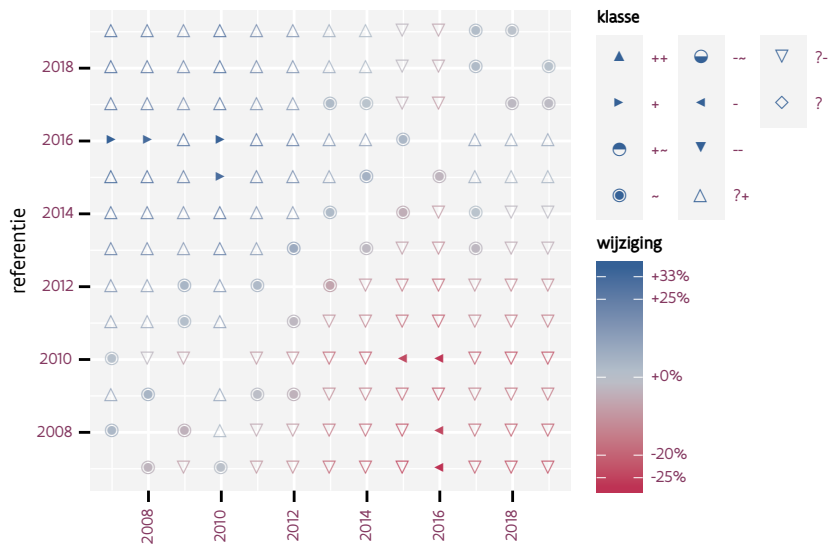 klasse
++ -~ ?-
+ - ?
+~ --
~ ?+
wijziging
+33%
+25%
+0%
-20%
-25%
referentie
2018
2016
2014
2012
2010
2008
2008 2010 2012 2014 2016 2018